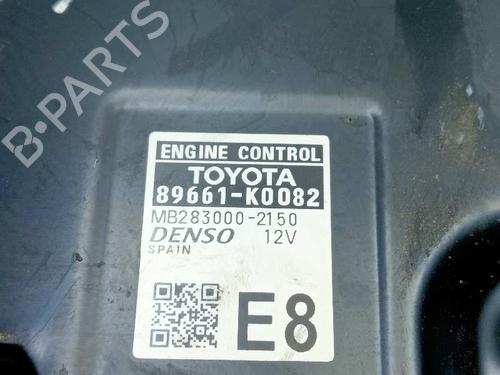 B-PARTS
ENGINE CONTROL
TOYOTA
89661-K0082
MB283000-2150
DENSO 12V
SPAIN
E8